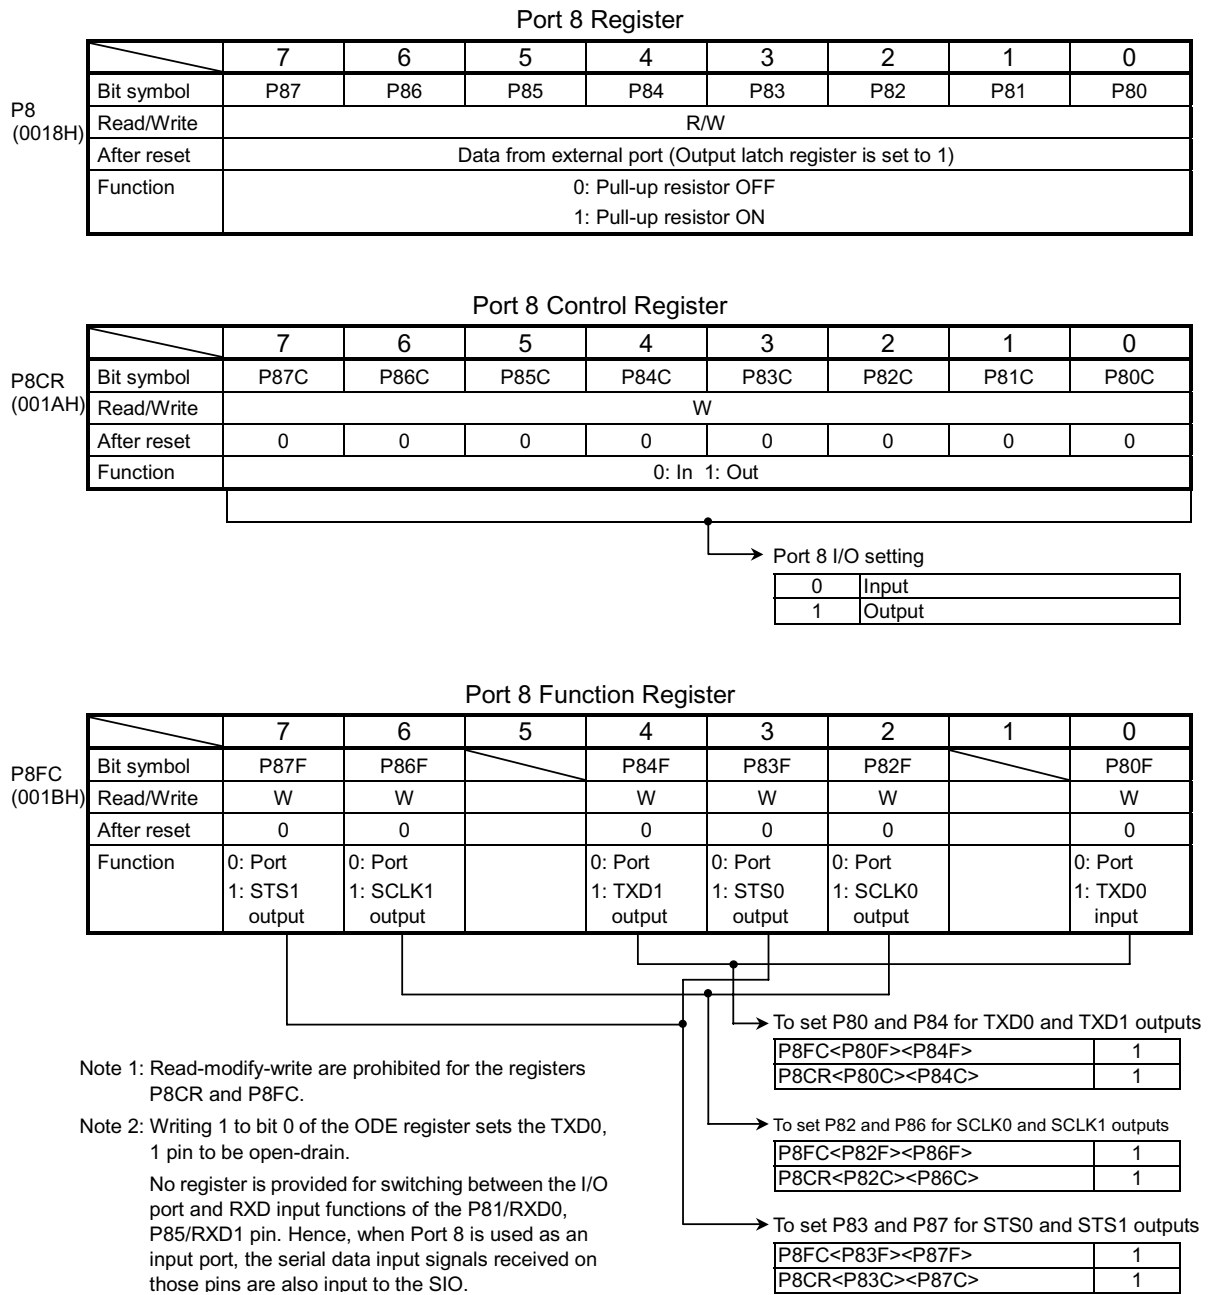 Port 8 Register
7 6 5 4 3 2 1 0
P8
(0018H)
Bit symbol P87 P86 P85 P84 P83 P82 P81 P80
Read/Write R/W
After reset Data from external port (Output latch register is set to 1)
Function 0: Pull-up resistor OFF
1: Pull-up resistor ON
Port 8 Control Register
7 6 5 4 3 2 1 0
P8CR
(001AH)
Bit symbol P87C P86C P85C P84C P83C P82C P81C P80C
Read/Write W
After reset 0 0 0 0 0 0 0 0
Function 0: In 1: Out
Port 8 I/O setting
0 Input
1 Output
Port 8 Function Register
7 6 5 4 3 2 1 0
P8FC
(001BH)
Bit symbol P87F P86F P84F P83F P82F P80F
Read/Write W W W W W W
After reset 0 0 0 0 0 0
Function 0: Port 0: Port 0: Port 0: Port 0: Port 0: Port
1: STS1 1: SCLK1 1: TXD1 1: STS0 1: SCLK0 1: TXD0
output output output output output input
To set P80 and P84 for TXD0 and TXD1 outputs
P8FC<P80F><P84F> 1
P8CR<P80C><P84C> 1
To set P82 and P86 for SCLK0 and SCLK1 outputs
P8FC<P82F><P86F> 1
P8CR<P82C><P86C> 1
To set P83 and P87 for STS0 and STS1 outputs
P8FC<P83F><P87F> 1
P8CR<P83C><P87C> 1
Note 1: Read-modify-write are prohibited for the registers
P8CR and P8FC.
Note 2: Writing 1 to bit 0 of the ODE register sets the TXD0,
1 pin to be open-drain.
No register is provided for switching between the I/O
port and RXD input functions of the P81/RXD0,
P85/RXD1 pin. Hence, when Port 8 is used as an
input port, the serial data input signals received on
those pins are also input to the SIO.